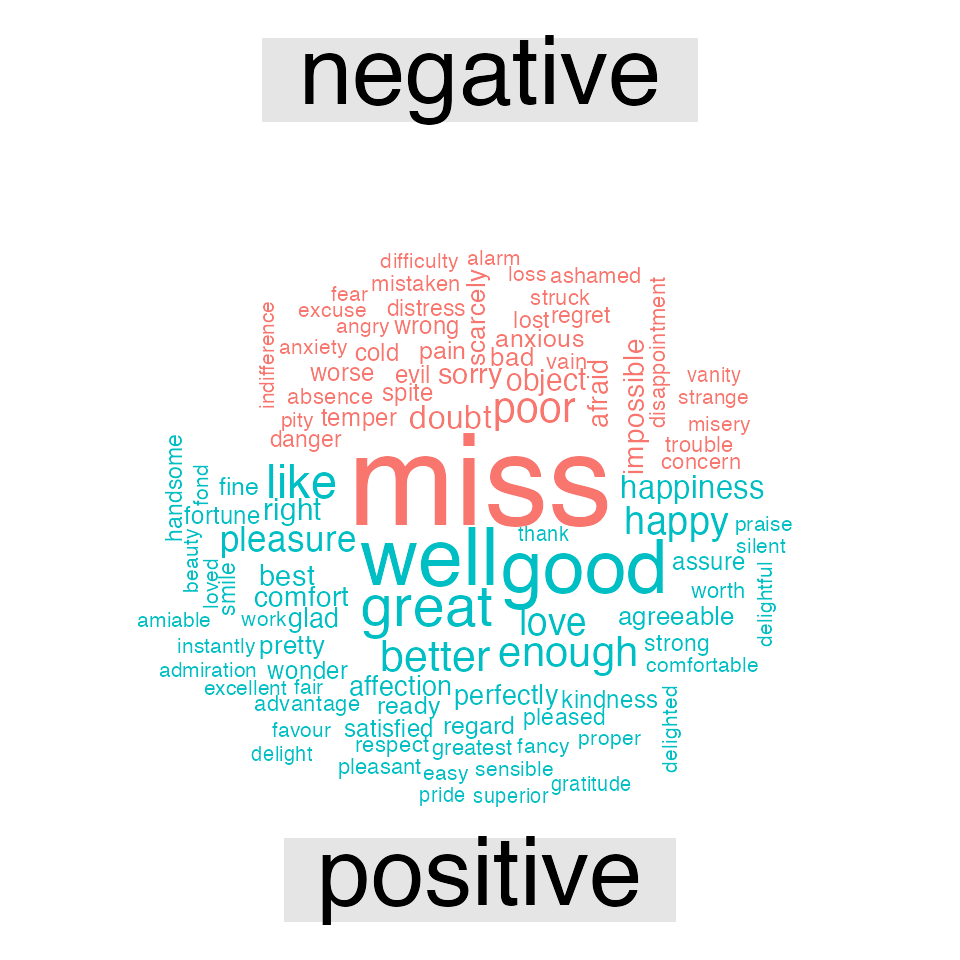 negative
difficulty alarm
mistaken loss ashamed
fear scarcely struck
excuse distress lost regret
indifference angry wrong anxious disappointment
anxiety cold pain bad vain impossible
worse evil sorry object afraid vanity
absence spite strange
pity temper doubt poor misery
danger trouble
concern
miss
handsome fond fine like happiness
fortune right happy praise
pleasure thank silent
beauty well good assure
loved smile best worth delightful
comfort great
amiable work glad love agreeable
instantly pretty better enough strong
admiration wonder comfortable
excellent fair affection perfectly kindness
advantage ready pleased delighted
favour satisfied regard
delight respect greatest fancy proper
pleasant easy sensible
pride superior gratitude
positive